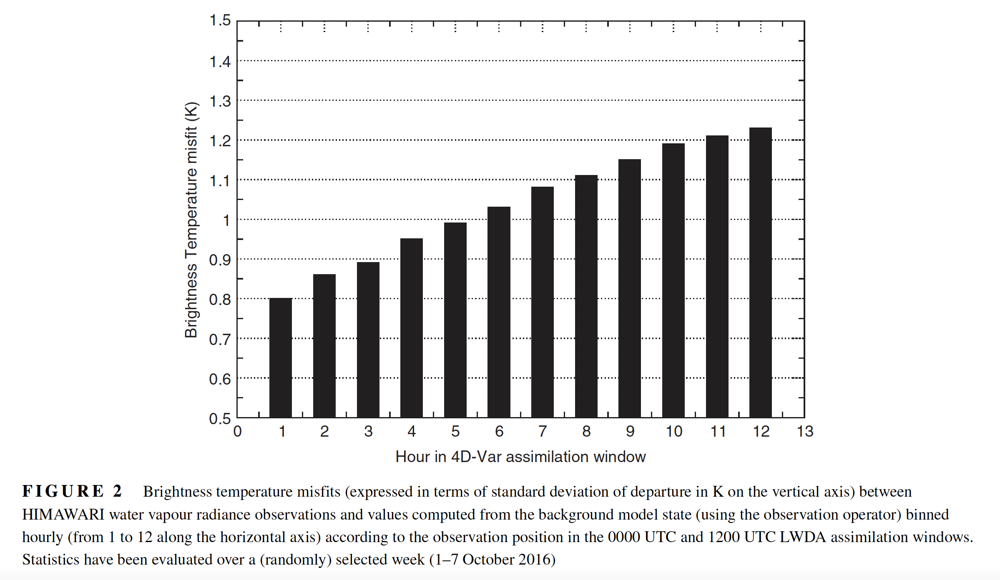 1.5
1.4
1.3
1.2
1.1
1
0.9
0.8
0.7
0.6
0.5
Brightness Temperature misfit (K)
0 1 2 3 4 5 6 7 8 9 10 11 12 13
Hour in 4D-Var assimilation window
FIGURE 2 Brightness temperature misfits (expressed in terms of standard deviation of departure in K on the vertical axis) between
HIMAWARI water vapour radiance observations and values computed from the background model state (using the observation operator) binned
hourly (from 1 to 12 along the horizontal axis) according to the observation position in the 0000 UTC and 1200 UTC LWDA assimilation windows.
Statistics have been evaluated over a (randomly) selected week (1–7 October 2016)